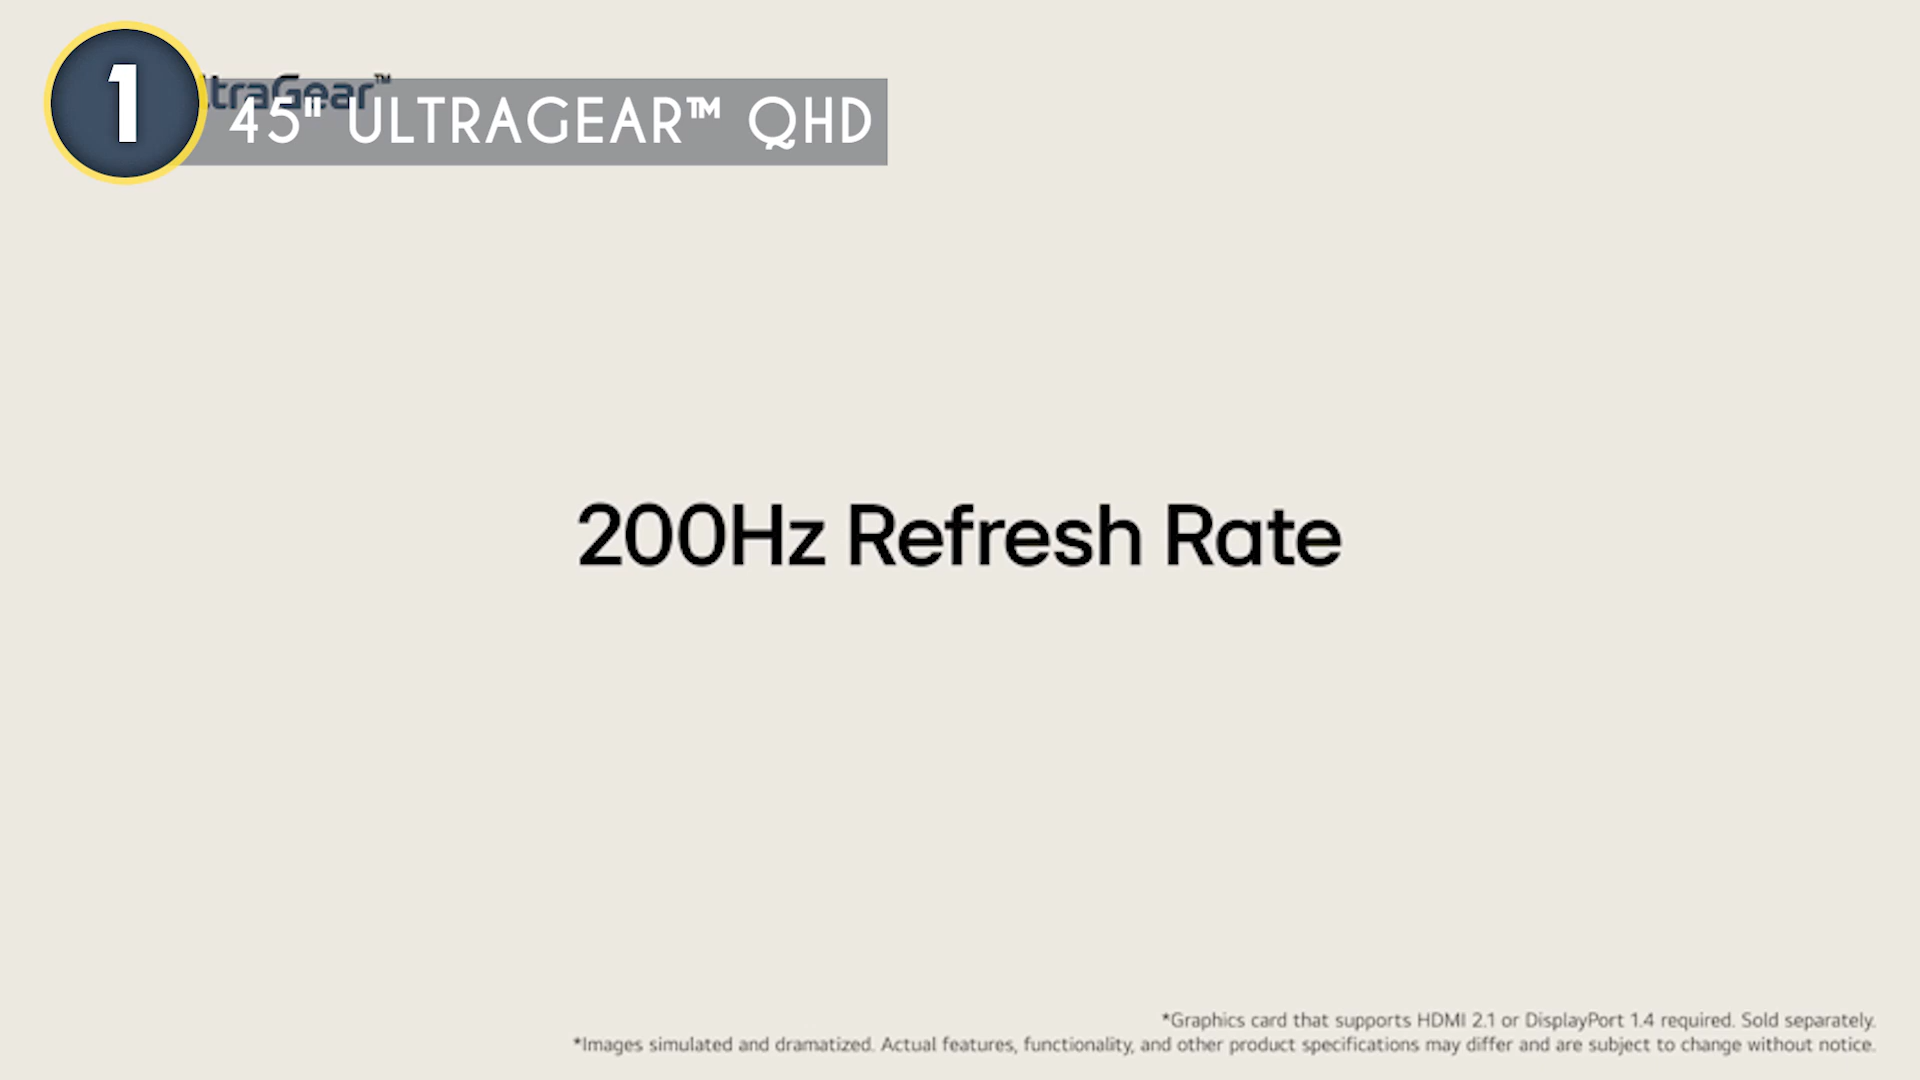 1
traGear™
45" ULTRAGEAR™ QHD
200Hz Refresh Rate
*Graphics card that supports HDMI 2.1 or DisplayPort 1.4 required. Sold separately.
*Images simulated and dramatized. Actual features, functionality, and other product specifications may differ and are subject to change without notice.